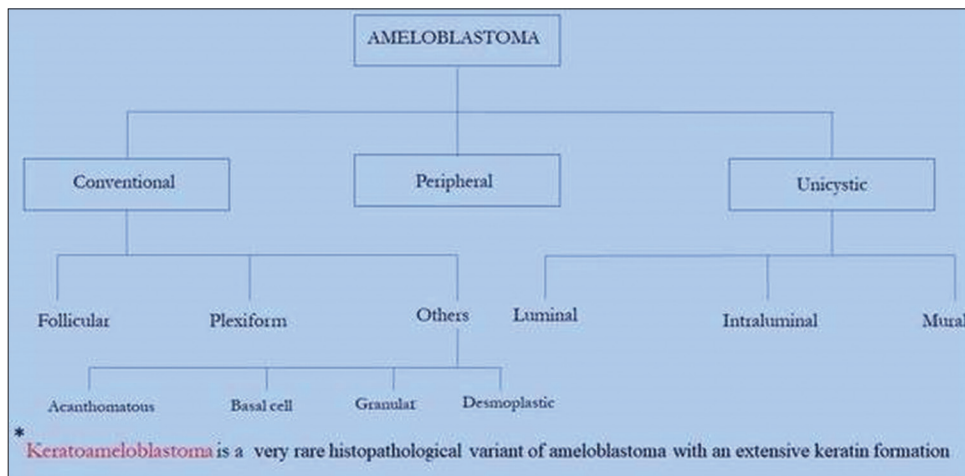 AMELOBLASTOMA
Conventional Peripheral Unicystic
Follicular Plexiform Others Luminal Intraluminal Mural
Acanthomatous Basal cell Granular Desmoplastic
*Keratoameloblastoma is a very rare histopathological variant of ameloblastoma with an extensive keratin formation